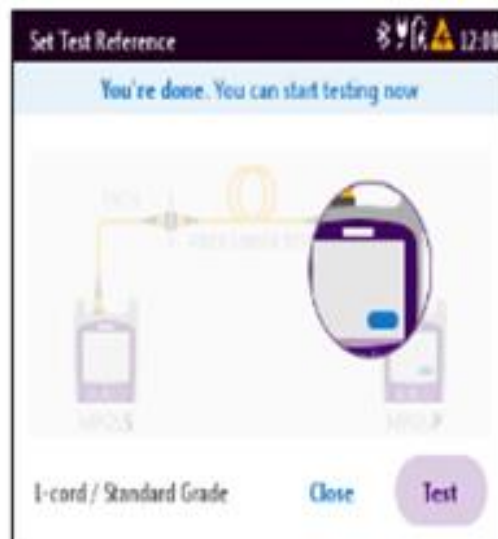 Set Test Reference 12:00
You're done. You can start testing now
1-cord / Standard Grade Close Test